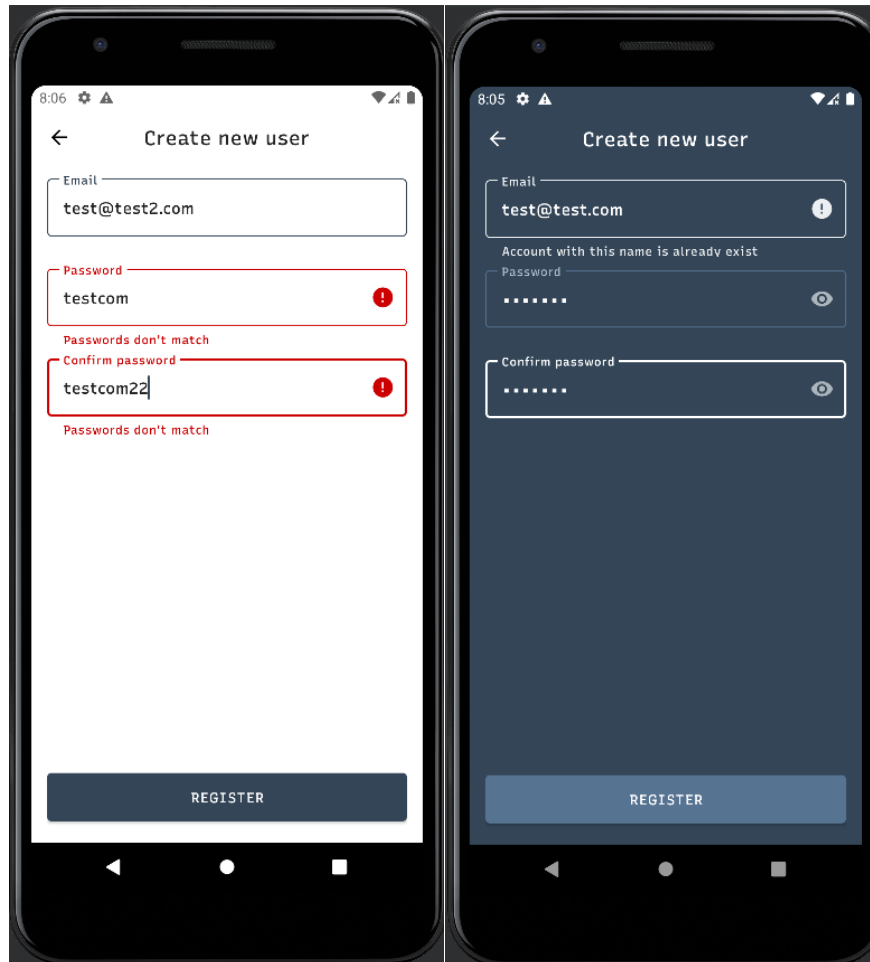 8:06
Create new user
Email
test@test2.com
Password
testcom
Passwords don't match
Confirm password
testcom22
Passwords don't match
REGISTER
8:05
Create new user
Email
test@test.com
Account with this name is already exist
Password
Confirm password
REGISTER